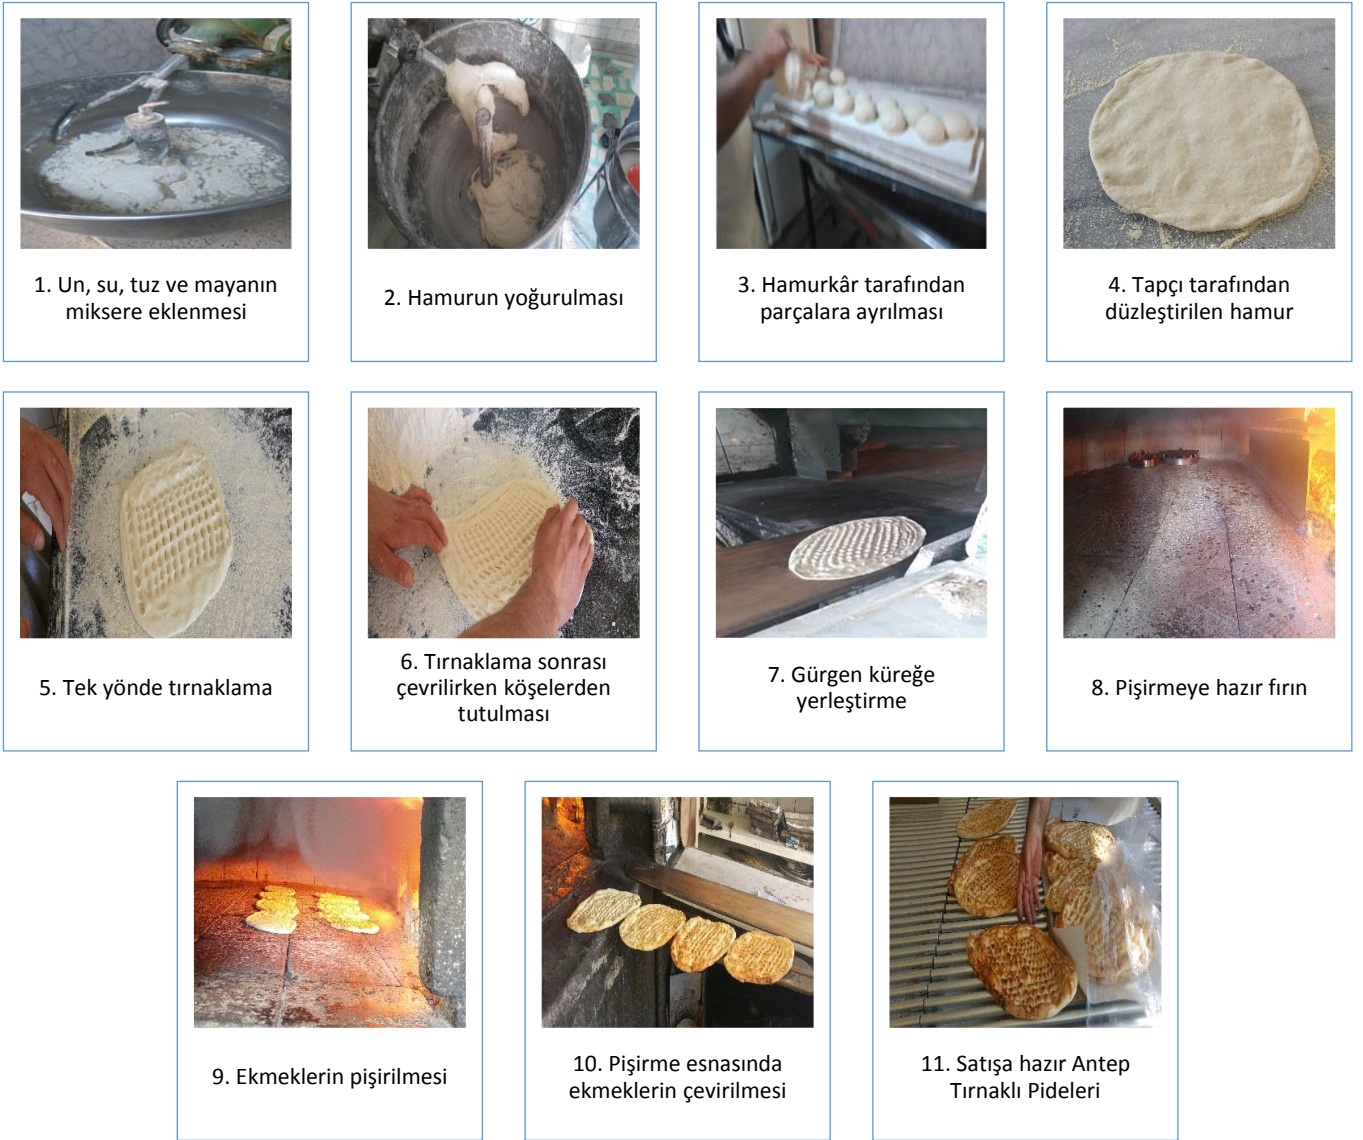 1. Un, su, tuz ve mayanın
miksere eklenmesi
2. Hamurun yoğurulması
3. Hamurkâr tarafından
parçalara ayrılması
4. Tapçı tarafından
düzleştirilen hamur
5. Tek yönde tırnaklama
6. Tırnaklama sonrası
çevrilirken köşelerden
tutulması
7. Gürgen küreğe
yerleştirme
8. Pişirmeye hazır fırın
9. Ekmeklerin pişirilmesi
10. Pişirme esnasında
ekmeklerin çevirilmesi
11. Satışa hazır Antep
Tırnaklı Pideleri